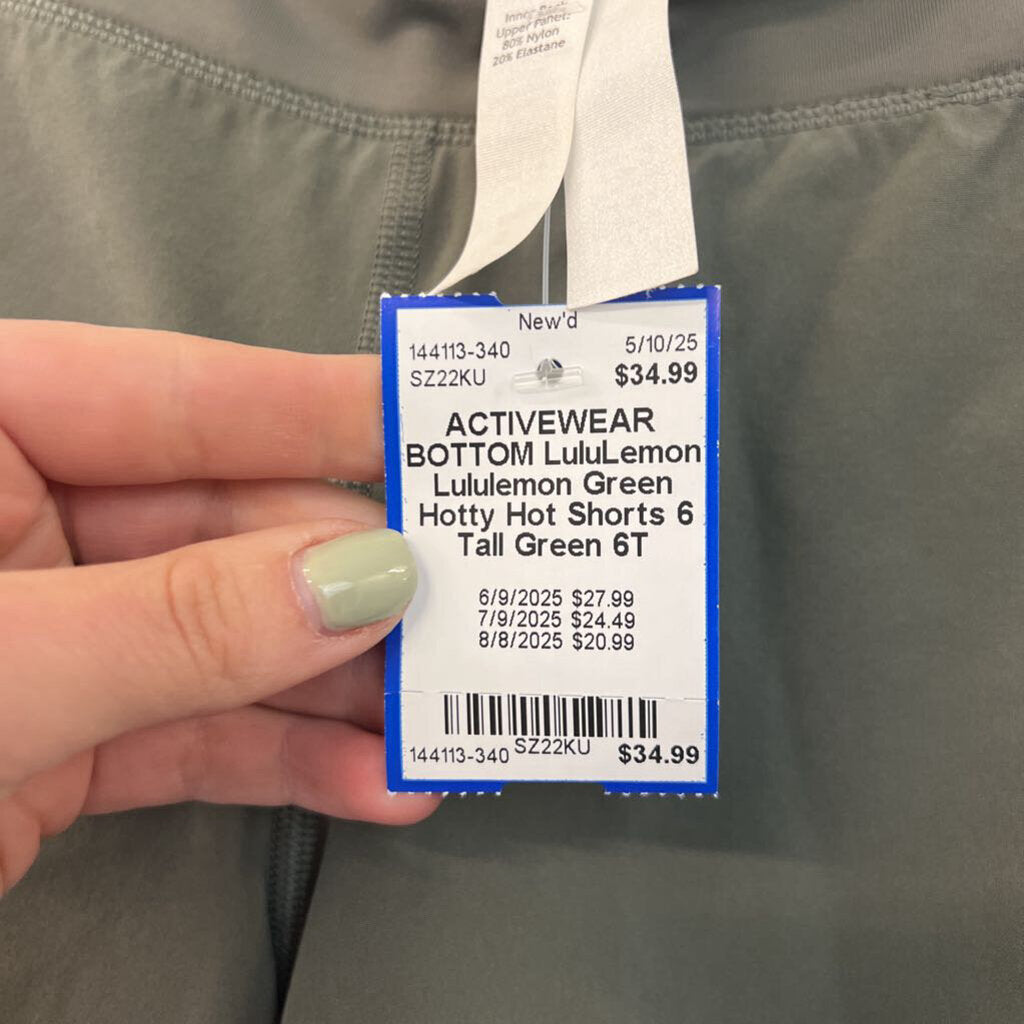 Upper Panel:
80% Nylon
20% Elastane
New'd
144113-340 5/10/25
SZ22KU $34.99
ACTIVEWEAR
BOTTOM LuluLemon
Lululemon Green
Hotty Hot Shorts 6
Tall Green 6T
6/9/2025 $27.99
7/9/2025 $24.49
8/8/2025 $20.99
144113-340 SZ22KU $34.99